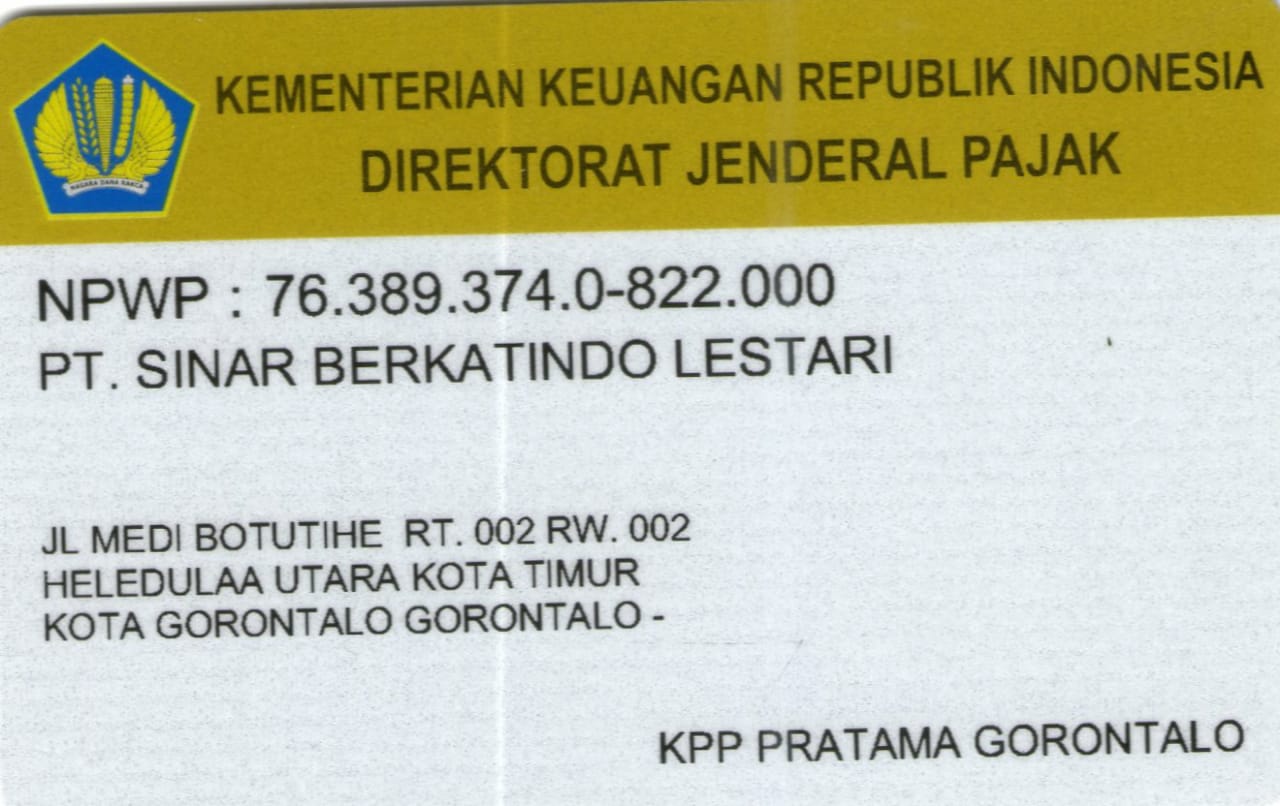 KEMENTERIAN KEUANGAN REPUBLIK INDONESIA
DIREKTORAT JENDERAL PAJAK
NAGARA DANA RAKCA
NPWP : 76.389.374.0-822.000
PT. SINAR BERKATINDO LESTARI
JL MEDI BOTUTIHE RT. 002 RW. 002
HELEDULAA UTARA KOTA TIMUR
KOTA GORONTALO GORONTALO -
KPP PRATAMA GORONTALO